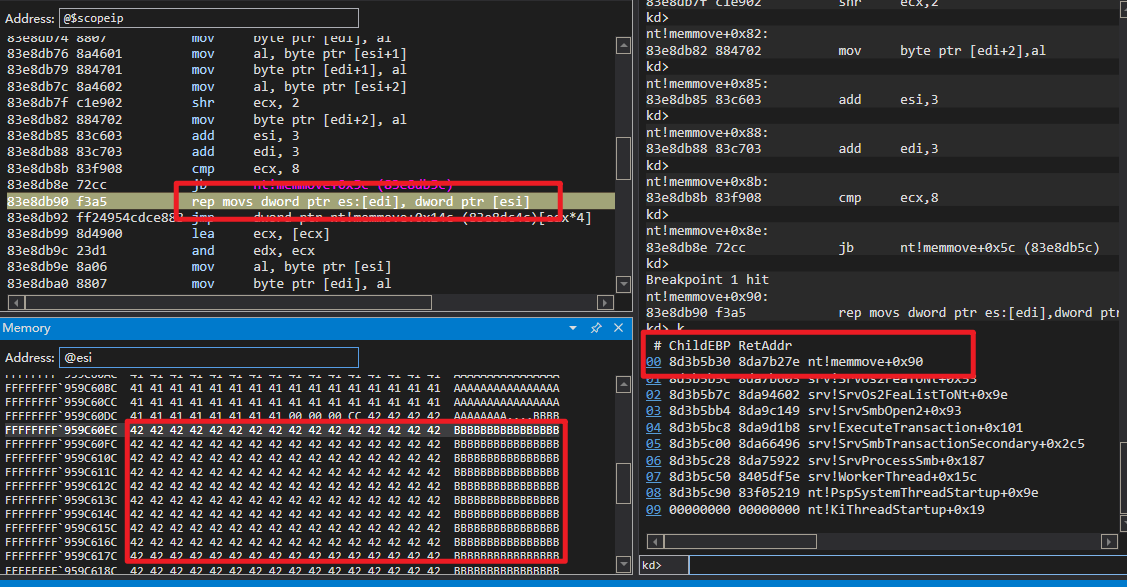 Address: @$scopeip
83e8db74 8807 mov byte ptr [edi], al
83e8db76 8a4601 mov al, byte ptr [esi+1]
83e8db79 884701 mov byte ptr [edi+1], al
83e8db7c 8a4602 mov al, byte ptr [esi+2]
83e8db7f c1e902 shr ecx, 2
83e8db82 884702 mov byte ptr [edi+2], al
83e8db85 83c603 add esi, 3
83e8db88 83c703 add edi, 3
83e8db8b 83f908 cmp ecx, 8
83e8db8e 72cc jb nt!memmove+0x5c (83e8db5c)
83e8db90 f3a5 rep movs dword ptr es:[edi], dword ptr [esi]
83e8db92 jmp dword ptr
83e8db99 8d4900 lea ecx, [ecx]
83e8db9c 23d1 and edx, ecx
83e8db9e 8a06 mov al, byte ptr [esi]
83e8dba0 8807 mov byte ptr [edi], al
Memory
Address: @esi
FFFFFFFF`959C60AC 41 41 41 41 41 41 41 41 41 41 41 41 41 41 41 41 AAAAAAAAAAAAAAAA
FFFFFFFF`959C60BC 41 41 41 41 41 41 41 41 41 41 41 41 41 41 41 41 AAAAAAAAAAAAAAAA
FFFFFFFF`959C60CC 41 41 41 41 41 41 41 41 41 41 41 41 41 41 41 41 AAAAAAAAAAAAAAAA
FFFFFFFF`959C60DC 41 41 41 41 41 41 41 41 00 00 00 CC 42 42 42 42 AAAAAAAA....BBBB
FFFFFFFF`959C60EC 42 42 42 42 42 42 42 42 42 42 42 42 42 42 42 42 BBBBBBBBBBBBBBBB
FFFFFFFF`959C60FC 42 42 42 42 42 42 42 42 42 42 42 42 42 42 42 42 BBBBBBBBBBBBBBBB
FFFFFFFF`959C610C 42 42 42 42 42 42 42 42 42 42 42 42 42 42 42 42 BBBBBBBBBBBBBBBB
FFFFFFFF`959C611C 42 42 42 42 42 42 42 42 42 42 42 42 42 42 42 42 BBBBBBBBBBBBBBBB
FFFFFFFF`959C612C 42 42 42 42 42 42 42 42 42 42 42 42 42 42 42 42 BBBBBBBBBBBBBBBB
FFFFFFFF`959C613C 42 42 42 42 42 42 42 42 42 42 42 42 42 42 42 42 BBBBBBBBBBBBBBBB
FFFFFFFF`959C614C 42 42 42 42 42 42 42 42 42 42 42 42 42 42 42 42 BBBBBBBBBBBBBBBB
FFFFFFFF`959C615C 42 42 42 42 42 42 42 42 42 42 42 42 42 42 42 42 BBBBBBBBBBBBBBBB
FFFFFFFF`959C616C 42 42 42 42 42 42 42 42 42 42 42 42 42 42 42 42 BBBBBBBBBBBBBBBB
FFFFFFFF`959C617C 42 42 42 42 42 42 42 42 42 42 42 42 42 42 42 42 BBBBBBBBBBBBBBBB
FFFFFFFF`959C618C 42 42 42 42 42 42 42 42 42 42 42 42 42 42 42 42 BBBBBBBBBBBBBBBB
83e8db7f c1e902 shr ecx,2
kd>
nt!memmove+0x82:
83e8db82 884702 mov byte ptr [edi+2],al
kd>
nt!memmove+0x85:
83e8db85 83c603 add esi,3
kd>
nt!memmove+0x88:
83e8db88 83c703 add edi,3
kd>
nt!memmove+0x8b:
83e8db8b 83f908 cmp ecx,8
kd>
nt!memmove+0x8e:
83e8db8e 72cc jb nt!memmove+0x5c (83e8db5c)
kd>
Breakpoint 1 hit
nt!memmove+0x90:
83e8db90 f3a5 rep movs dword ptr es:[edi],dword ptr
kd> k
# ChildEBP RetAddr
00 8d3b5b30 8da7b27e nt!memmove+0x90
01 8d3b5b5c
02 8d3b5b7c 8da94602 srv!SrvOs2FeaListToNt+0x9e
03 8d3b5bb4 8da9c149 srv!SrvSmbOpen2+0x93
04 8d3b5bc8 8da9d1b8 srv!ExecuteTransaction+0x101
05 8d3b5c00 8da66496 srv!SrvSmbTransactionSecondary+0x2c5
06 8d3b5c28 8da75922 srv!SrvProcessSmb+0x187
07 8d3b5c50 8405df5e srv!WorkerThread+0x15c
08 8d3b5c90 83f05219 nt!PspSystemThreadStartup+0x9e
09 00000000 00000000 nt!KiThreadStartup+0x19
kd>